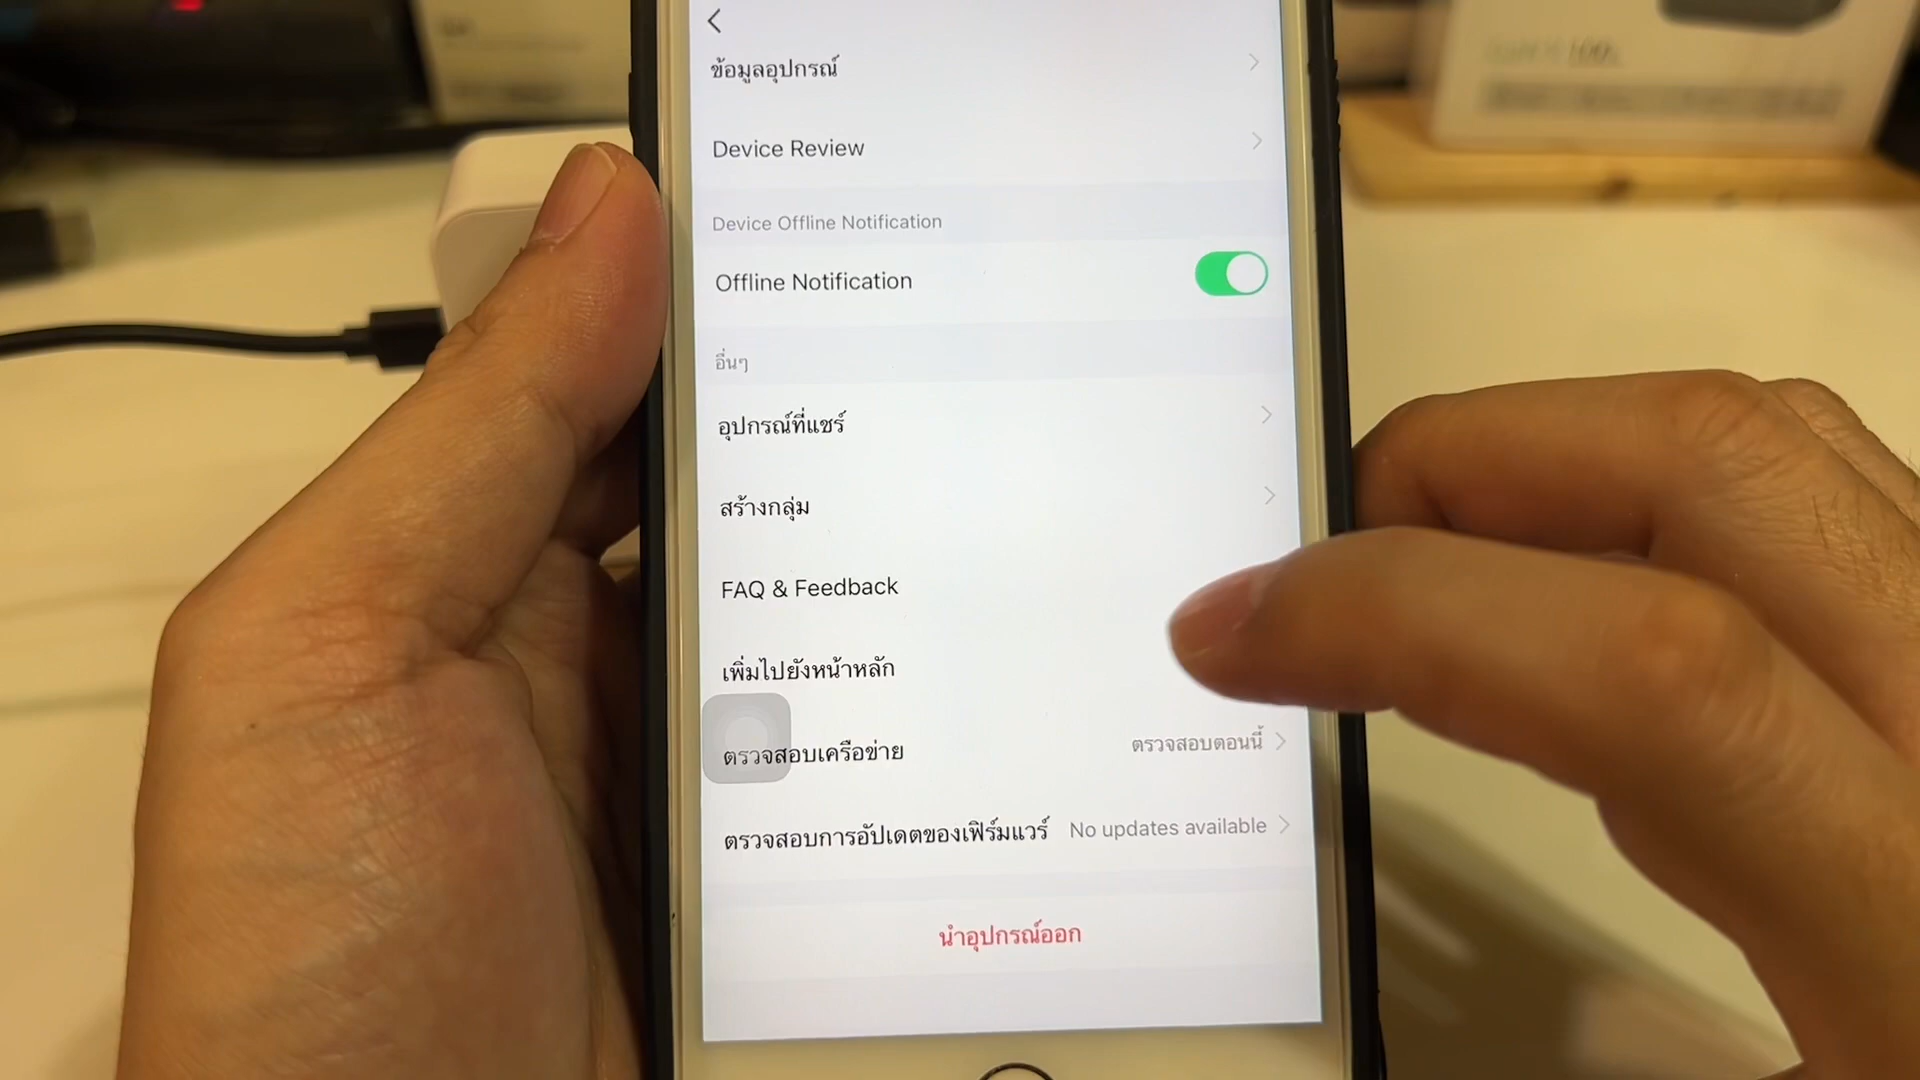 ข้อมูลอุปกรณ์
Device Review
Device Offline Notification
Offline Notification
อื่นๆ
อุปกรณ์ที่แชร์
สร้างกลุ่ม
FAQ & Feedback
เพิ่มไปยังหน้าหลัก
ตรวจสอบเครือข่าย ตรวจสอบตอนนี้
ตรวจสอบการอัปเดตของเฟิร์มแวร์ No updates available
นำอุปกรณ์ออก